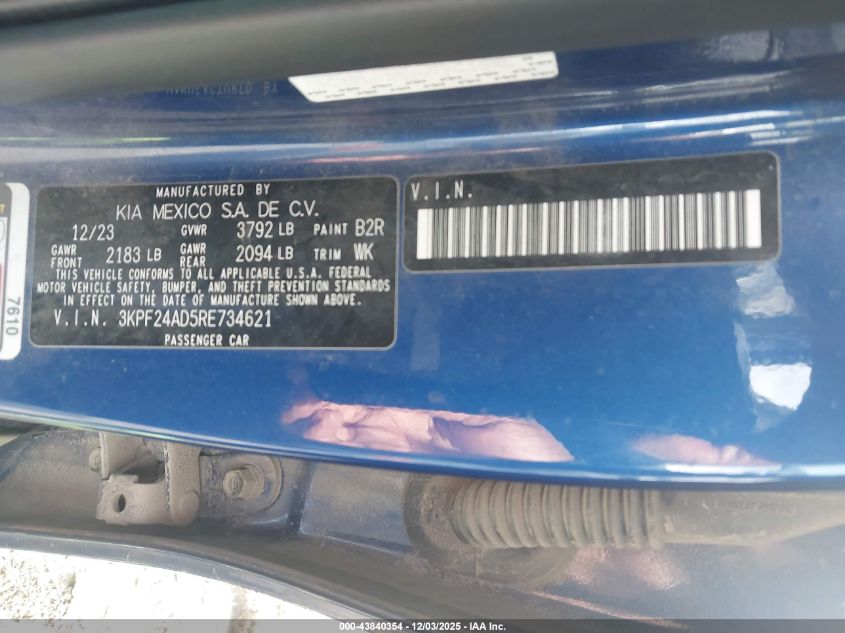 MANUFACTURED BY
KIA MEXICO S.A. DE C.V.
12/23 GVWR 3792 LB PAINT B2R
GAWR FRONT 2183 LB GAWR REAR 2094 LB TRIM WK
THIS VEHICLE CONFORMS TO ALL APPLICABLE U.S.A. FEDERAL
MOTOR VEHICLE SAFETY, BUMPER, AND THEFT PREVENTION STANDARDS
IN EFFECT ON THE DATE OF MANUFACTURE SHOWN ABOVE.
V.I.N. 3KPF24AD5RE734621
PASSENGER CAR
V.I.N.
7610
000-43840354 - 12/03/2025 - IAA Inc.